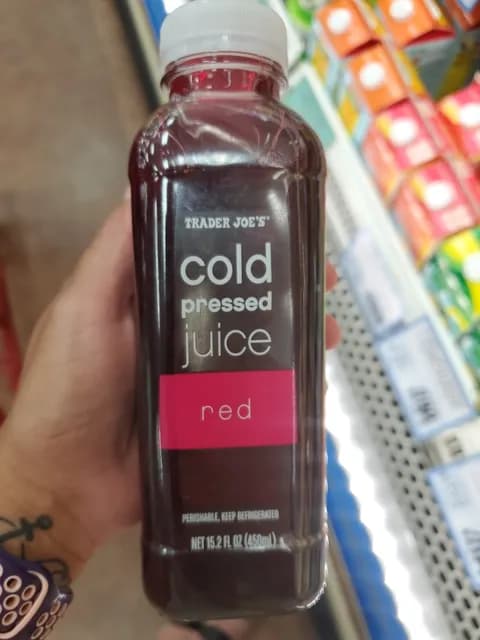 TRADER JOE'S
cold
pressed
juice
red
PERISHABLE, KEEP REFRIGERATED
NET 15.2 FL OZ (450ml)